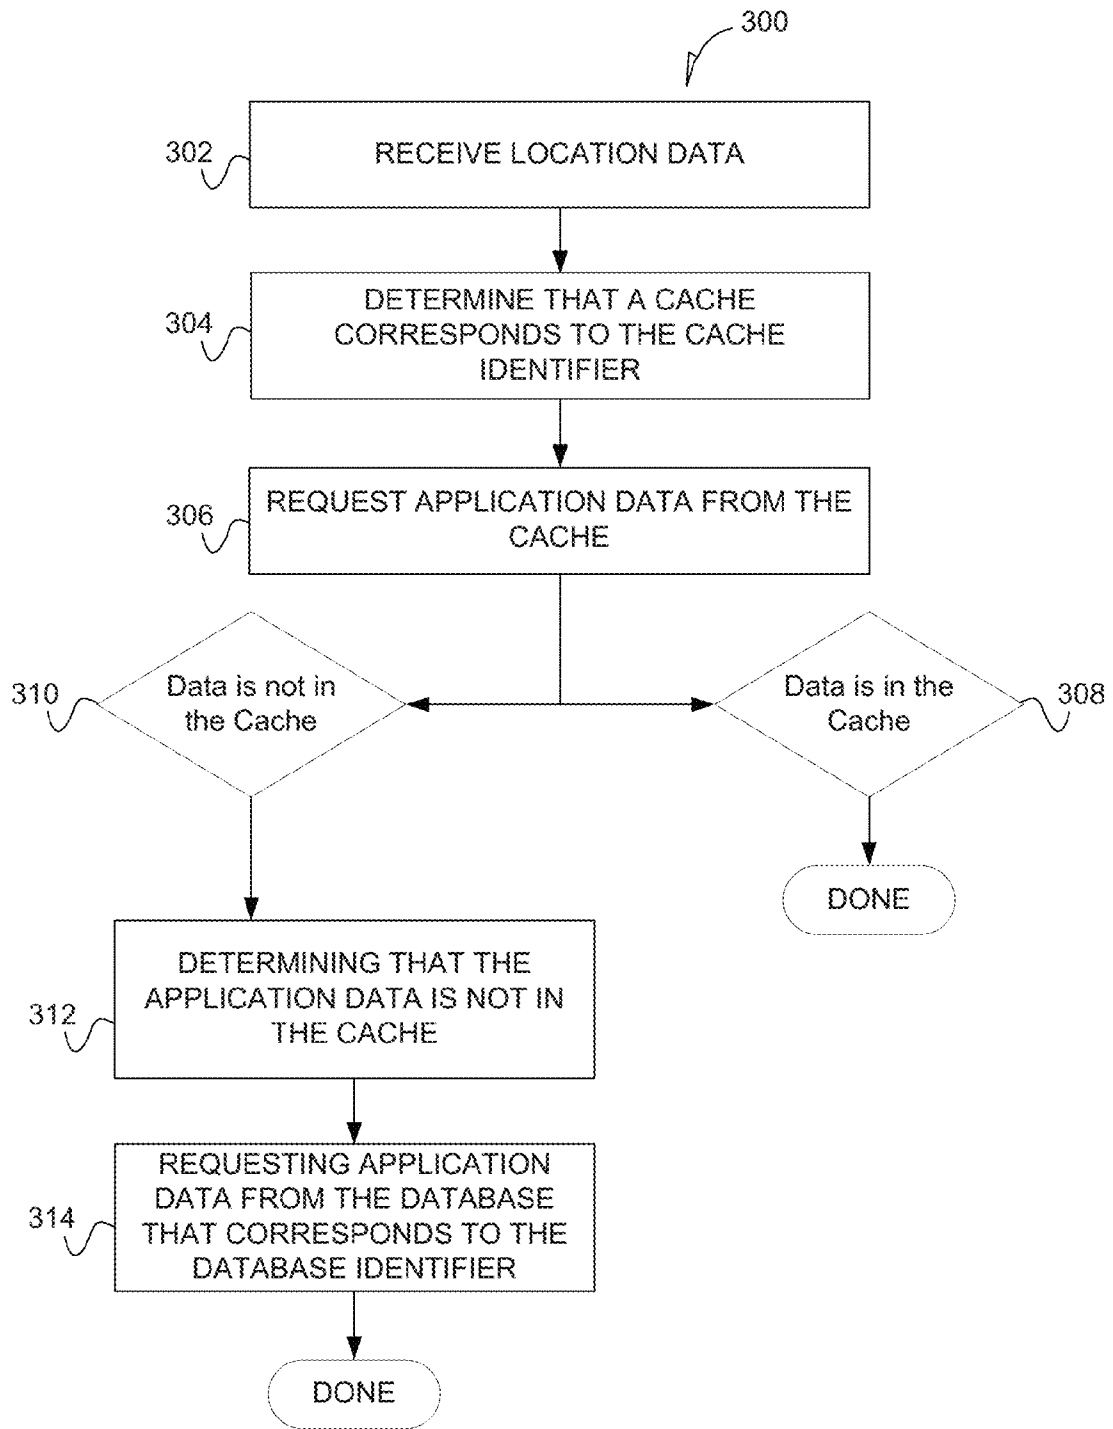 300
302
RECEIVE LOCATION DATA
304
DETERMINE THAT A CACHE
CORRESPONDS TO THE CACHE
IDENTIFIER
306
REQUEST APPLICATION DATA FROM THE
CACHE
310
Data is not in
the Cache
Data is in the
Cache
308
DONE
312
DETERMINING THAT THE
APPLICATION DATA IS NOT IN
THE CACHE
314
REQUESTING APPLICATION
DATA FROM THE DATABASE
THAT CORRESPONDS TO THE
DATABASE IDENTIFIER
DONE